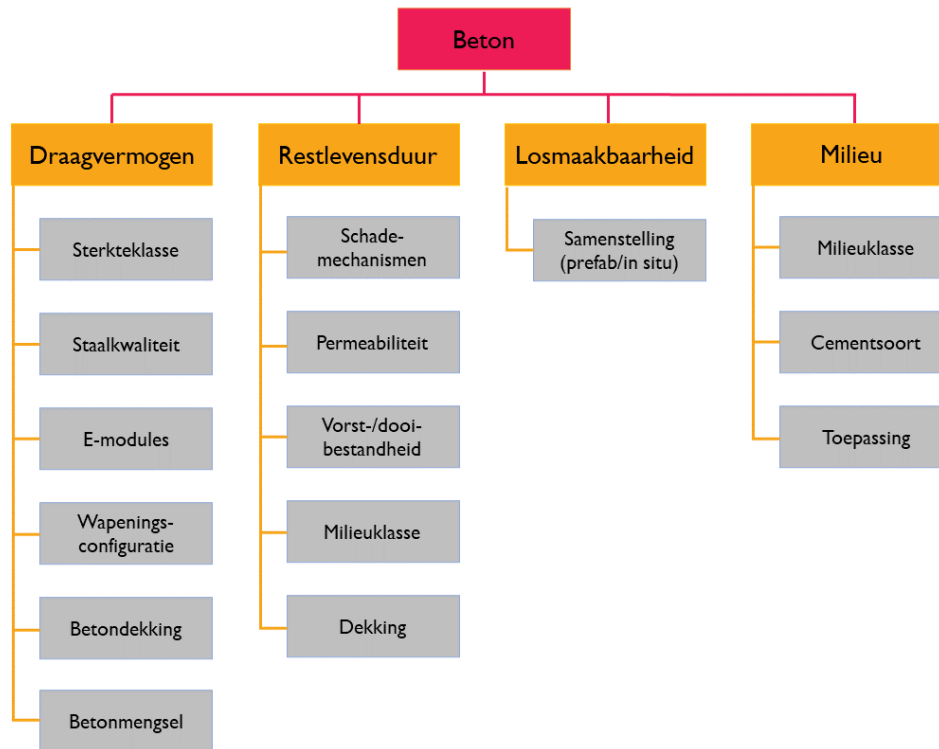 Beton
Draagvermogen
Sterkteklasse
Staalkwaliteit
E-modules
Wapenings-
configuratie
Betondekking
Betonmengsel
Restlevensduur
Schade-
mechanismen
Permeabiliteit
Vorst-/dooi-
bestandheid
Milieuklasse
Dekking
Losmaakbaarheid
Samenstelling
(prefab/in situ)
Milieu
Milieuklasse
Cementsoort
Toepassing